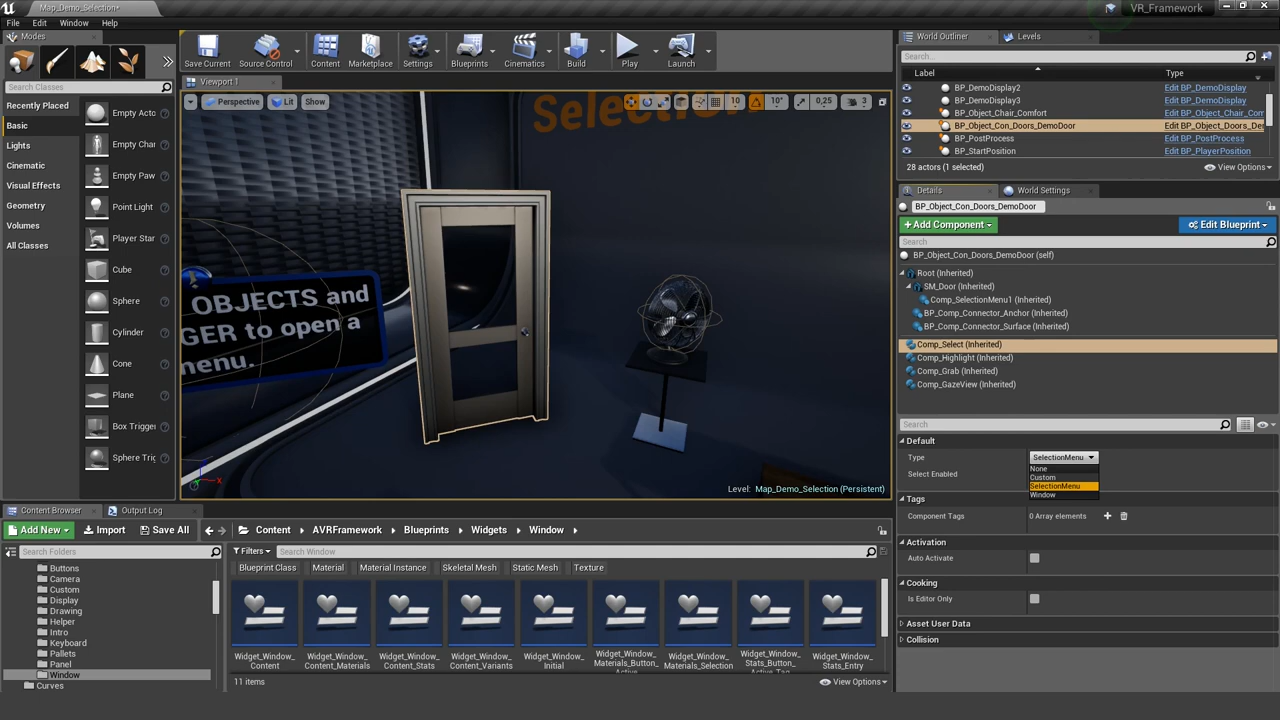 Map_Demo_Selection*
VR_Framework
File Edit Window Help
Modes
Search Classes
Recently Placed
Basic
Lights
Cinematic
Visual Effects
Geometry
Volumes
All Classes
Empty Acto
Empty Char
Empty Paw
Point Light
Player Star
Cube
Sphere
Cylinder
Cone
Plane
Box Trigger
Sphere Trig
Save Current
Source Control
Content
Marketplace
Settings
Blueprints
Cinematics
Build
Play
Launch
Viewport 1
Perspective Lit Show
10 10° 0,25 3
Selection
OBJECTS and
GER to open a
menu.
Level: Map_Demo_Selection (Persistent)
World Outliner Levels
Search...
Label Type
BP_DemoDisplay2 Edit BP_DemoDisplay
BP_DemoDisplay3 Edit BP_DemoDisplay
BP_Object_Chair_Comfort Edit BP_Object_Chair_Com
BP_Object_Con_Doors_DemoDoor Edit BP_Object_Doors_De
BP_PostProcess Edit BP_PostProcess
BP_StartPosition Edit BP_PlayerPosition
28 actors (1 selected) View Options
Details World Settings
BP_Object_Con_Doors_DemoDoor
+ Add Component Edit Blueprint
Search
BP_Object_Con_Doors_DemoDoor (self)
Root (Inherited)
SM_Door (Inherited)
Comp_SelectionMenu1 (Inherited)
BP_Comp_Connector_Anchor (Inherited)
BP_Comp_Connector_Surface (Inherited)
Comp_Select (Inherited)
Comp_Highlight (Inherited)
Comp_Grab (Inherited)
Comp_GazeView (Inherited)
Search
Default
Type SelectionMenu
None
Custom
SelectionMenu
Window
Select Enabled
Tags
Component Tags 0 Array elements
Activation
Auto Activate
Cooking
Is Editor Only
Asset User Data
Collision
Content Browser Output Log
Add New Import Save All Content AVRFramework Blueprints Widgets Window
Search Folders
Filters Search Window
Blueprint Class Material Material Instance Skeletal Mesh Static Mesh Texture
Buttons
Camera
Custom
Display
Drawing
Helper
Intro
Keyboard
Pallets
Panel
Window
Curves
Widget_Window_
Content
Widget_Window_
Content_Materials
Widget_Window_
Content_Stats
Widget_Window_
Content_Variants
Widget_Window_
Initial
Widget_Window_
Materials_Button_
Active
Widget_Window_
Materials_Selection
Widget_Window_
Stats_Button_
Active_Tag
Widget_Window_
Stats_Entry
11 items View Options